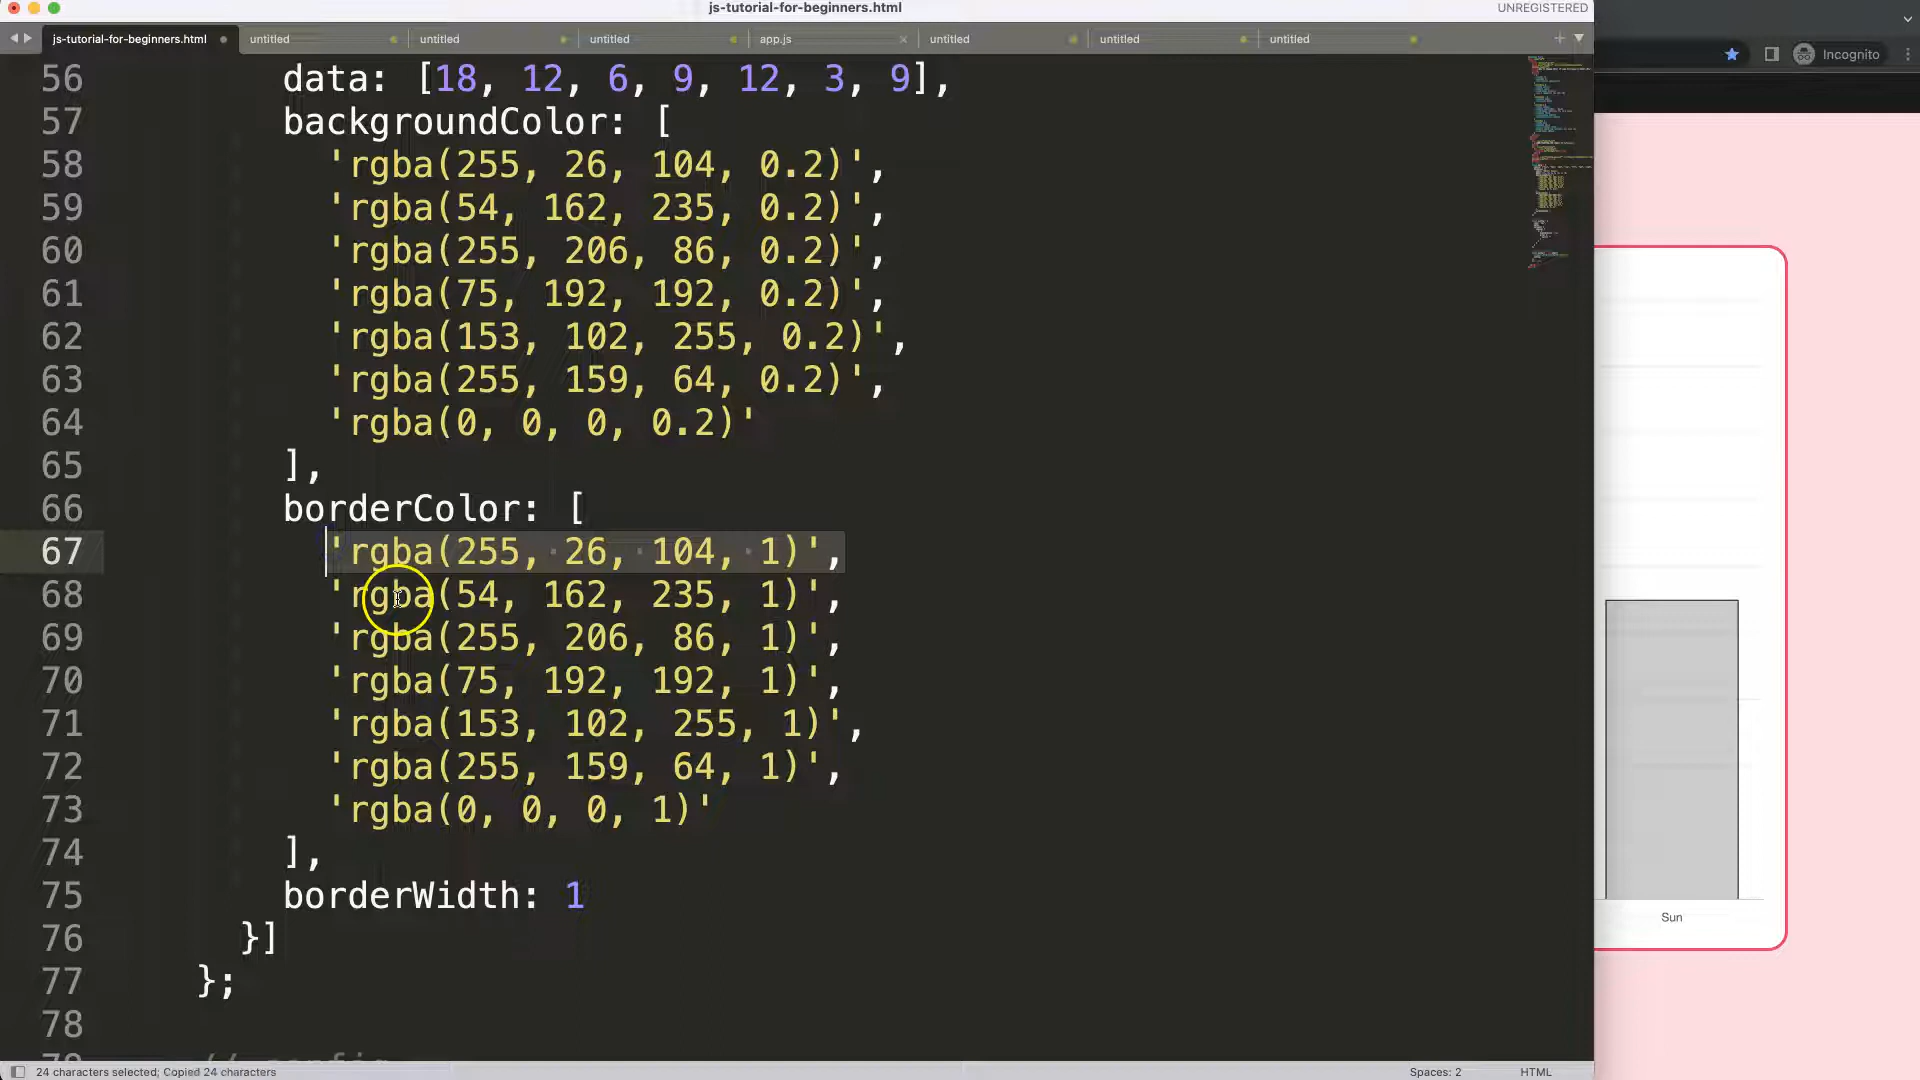 js-tutorial-for-beginners.html
UNREGISTERED
js-tutorial-for-beginners.html untitled untitled untitled app.js untitled untitled untitled
Incognito
56 data: [18, 12, 6, 9, 12, 3, 9],
57 backgroundColor: [
58 'rgba(255, 26, 104, 0.2)',
59 'rgba(54, 162, 235, 0.2)',
60 'rgba(255, 206, 86, 0.2)',
61 'rgba(75, 192, 192, 0.2)',
62 'rgba(153, 102, 255, 0.2)',
63 'rgba(255, 159, 64, 0.2)',
64 'rgba(0, 0, 0, 0.2)'
65 ],
66 borderColor: [
67 'rgba(255, 26, 104, 1)',
68 'rgba(54, 162, 235, 1)',
69 'rgba(255, 206, 86, 1)',
70 'rgba(75, 192, 192, 1)',
71 'rgba(153, 102, 255, 1)',
72 'rgba(255, 159, 64, 1)',
73 'rgba(0, 0, 0, 1)'
74 ],
75 borderWidth: 1
76 }]
77 };
78
79 // config
Sun
24 characters selected; Copied 24 characters
Spaces: 2
HTML